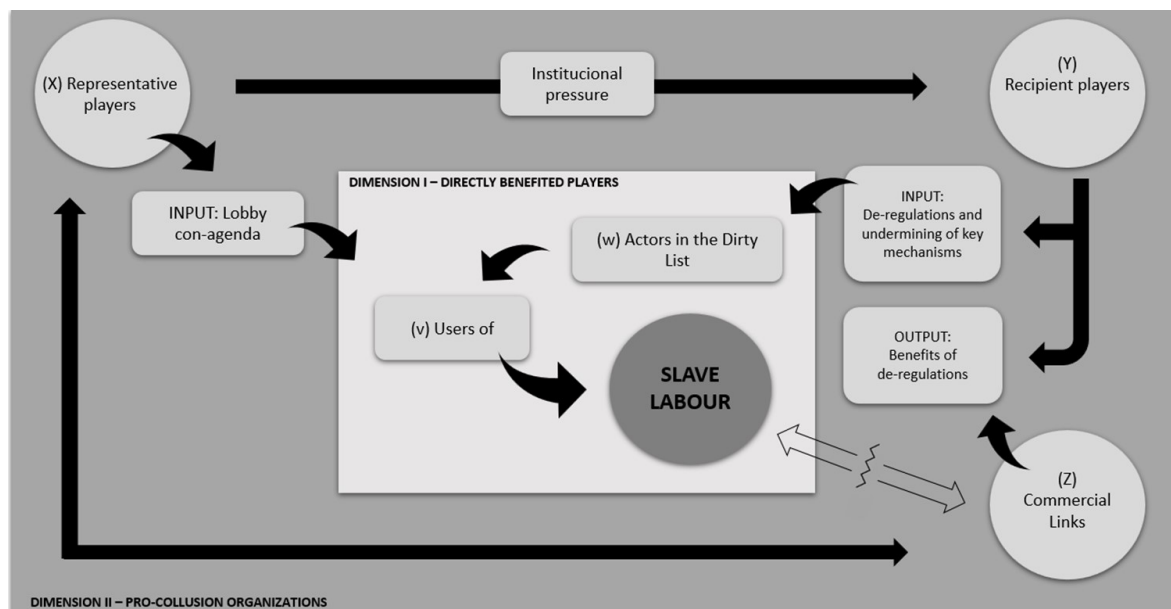 (X) Representative
players
Institucional
pressure
(Y)
Recipient players
INPUT: Lobby
con-agenda
DIMENSION I – DIRECTLY BENEFITED PLAYERS
(w) Actors in the Dirty
List
(v) Users of
SLAVE
LABOUR
INPUT:
De-regulations and
undermining of key
mechanisms
OUTPUT:
Benefits of
de-regulations
(Z)
Commercial
Links
DIMENSION II – PRO-COLLUSION ORGANIZATIONS